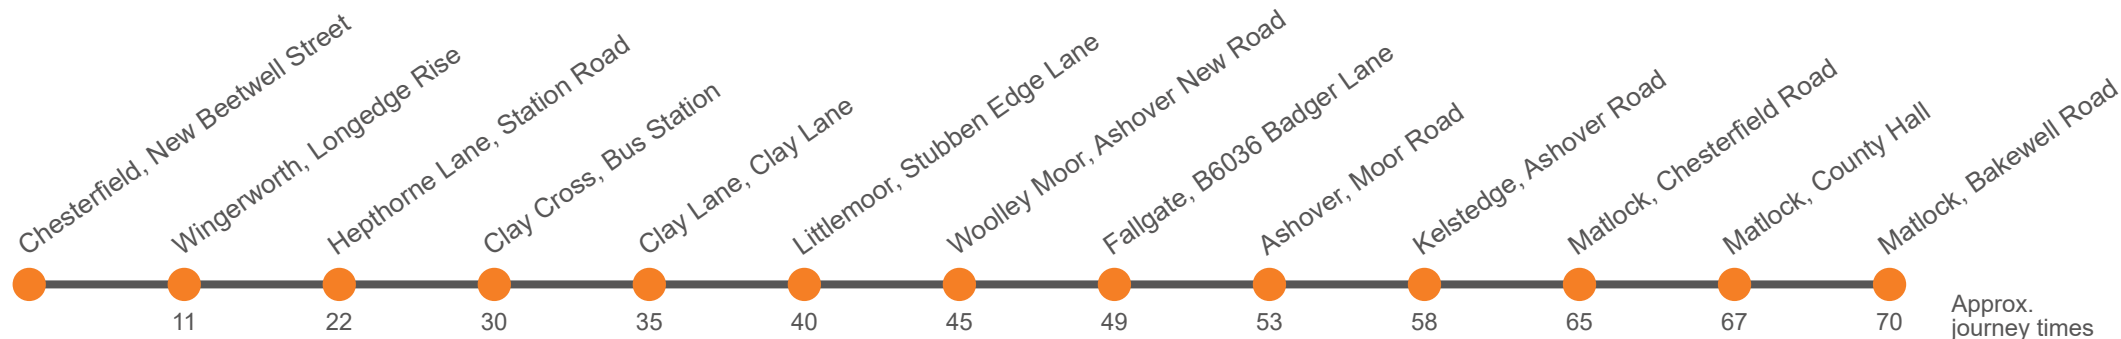 Chesterfield, New Beetwell Street
Wingerworth, Longedge Rise
Hepthorne Lane, Station Road
Clay Cross, Bus Station
Clay Lane, Clay Lane
Littlemoor, Stubben Edge Lane
Woolley Moor, Ashover New Road
Fallgate, B6036 Badger Lane
Ashover, Moor Road
Kelstedge, Ashover Road
Matlock, Chesterfield Road
Matlock, County Hall
Matlock, Bakewell Road
11 22 30 35 40 45 49 53 58 65 67 70
Approx.
journey times